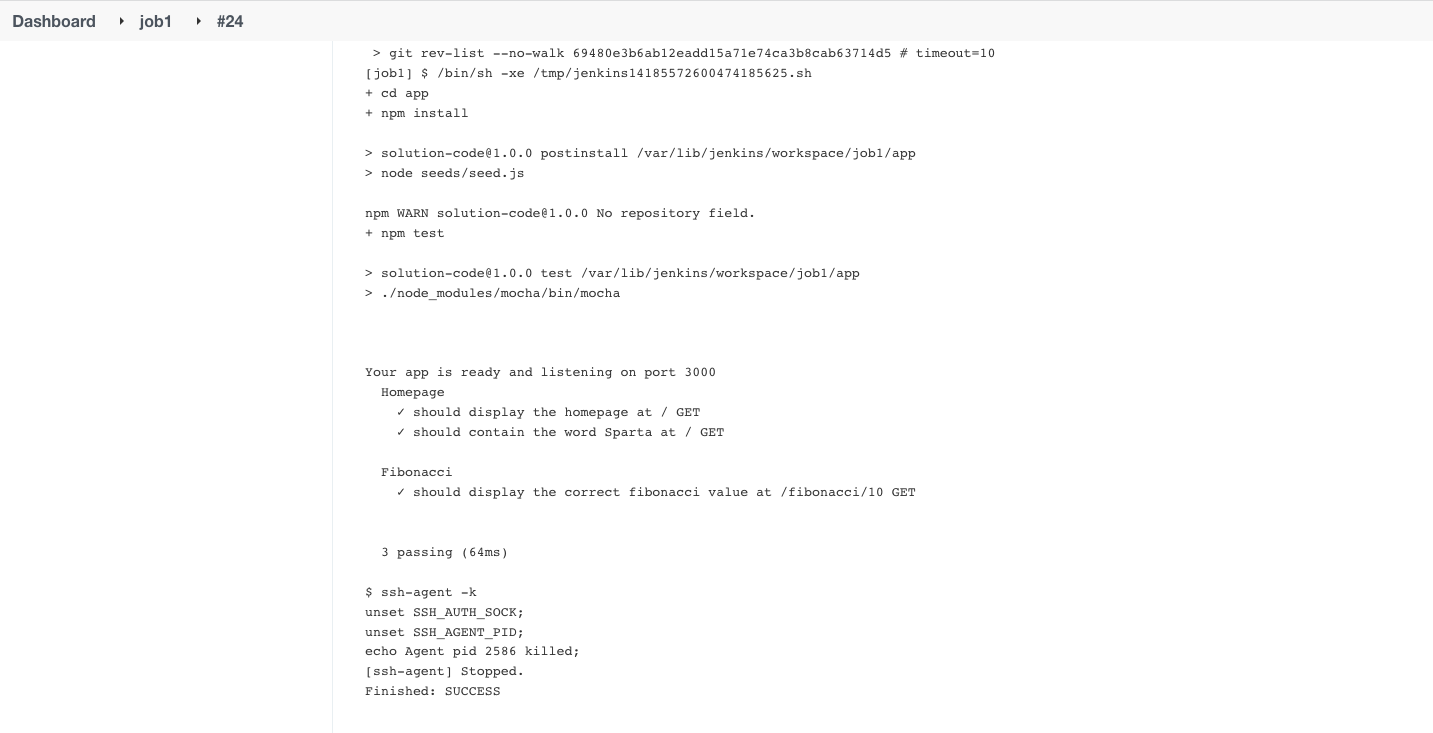 Dashboard ▸ job1 ▸ #24
> git rev-list --no-walk 69480e3b6ab12eadd15a71e74ca3b8cab63714d5 # timeout=10
[job1] $ /bin/sh -xe /tmp/jenkins14185572600474185625.sh
+ cd app
+ npm install
> solution-code@1.0.0 postinstall /var/lib/jenkins/workspace/job1/app
> node seeds/seed.js
npm WARN solution-code@1.0.0 No repository field.
+ npm test
> solution-code@1.0.0 test /var/lib/jenkins/workspace/job1/app
> ./node_modules/mocha/bin/mocha
Your app is ready and listening on port 3000
Homepage
✓ should display the homepage at / GET
✓ should contain the word Sparta at / GET
Fibonacci
✓ should display the correct fibonacci value at /fibonacci/10 GET
3 passing (64ms)
$ ssh-agent -k
unset SSH_AUTH_SOCK;
unset SSH_AGENT_PID;
echo Agent pid 2586 killed;
[ssh-agent] Stopped.
Finished: SUCCESS